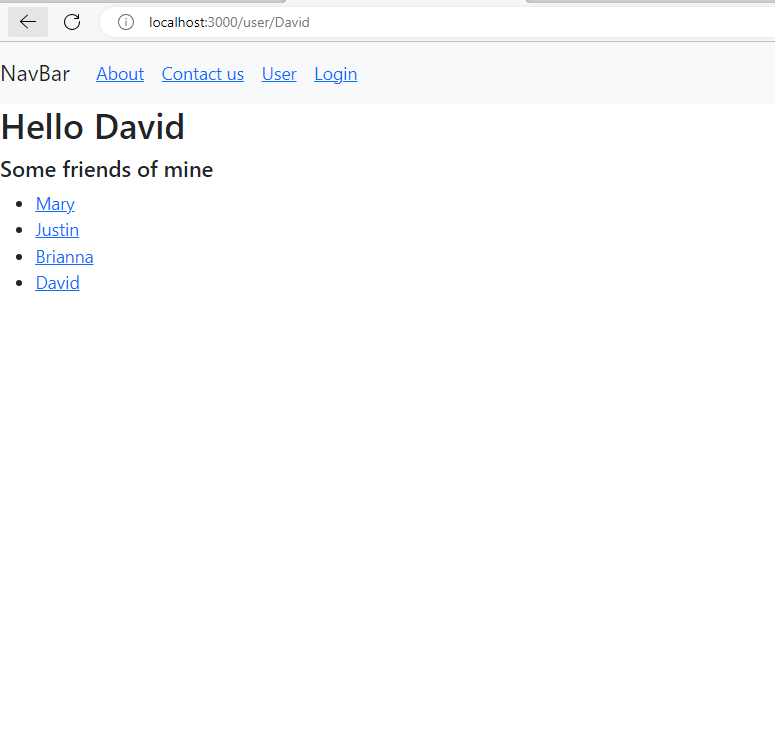 localhost:3000/user/David
NavBar About Contact us User Login
Hello David
Some friends of mine
Mary
Justin
Brianna
David